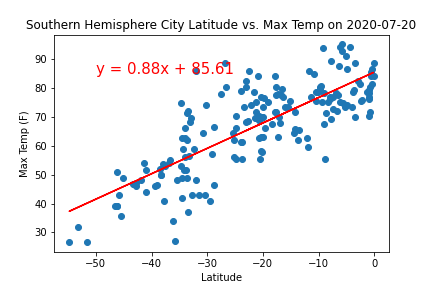 Southern Hemisphere City Latitude vs. Max Temp on 2020-07-20
y = 0.88x + 85.61
Max Temp (F)
90
80
70
60
50
40
30
−50 −40 −30 −20 −10 0
Latitude